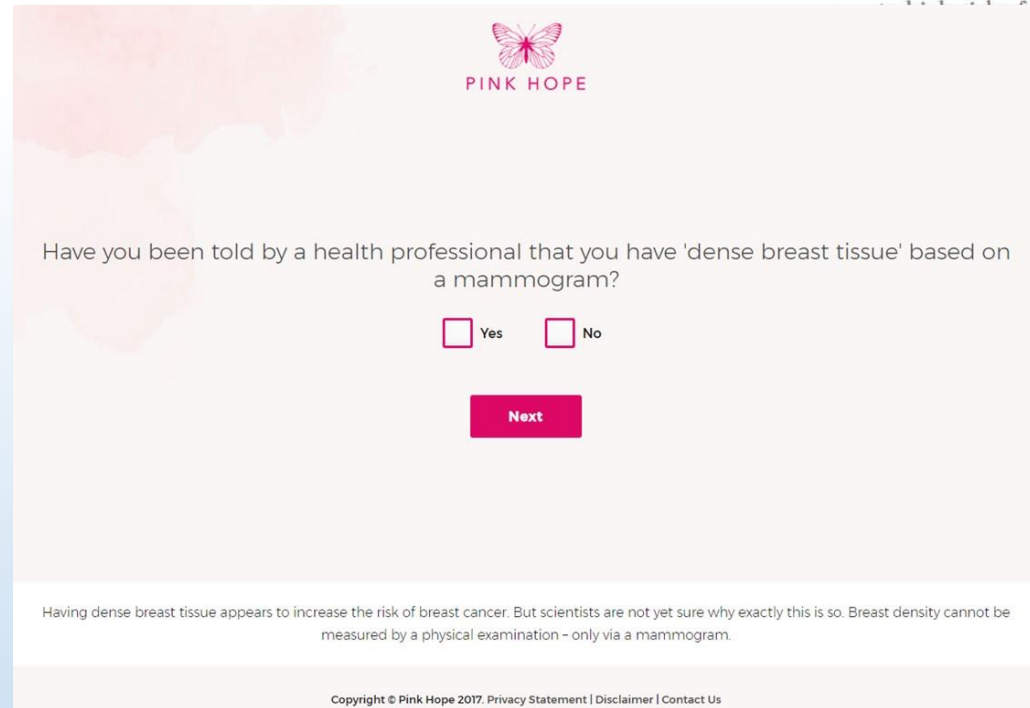 PINK HOPE
Have you been told by a health professional that you have 'dense breast tissue' based on
a mammogram?
Yes No
Next
Having dense breast tissue appears to increase the risk of breast cancer. But scientists are not yet sure why exactly this is so. Breast density cannot be
measured by a physical examination – only via a mammogram.
Copyright © Pink Hope 2017. Privacy Statement | Disclaimer | Contact Us